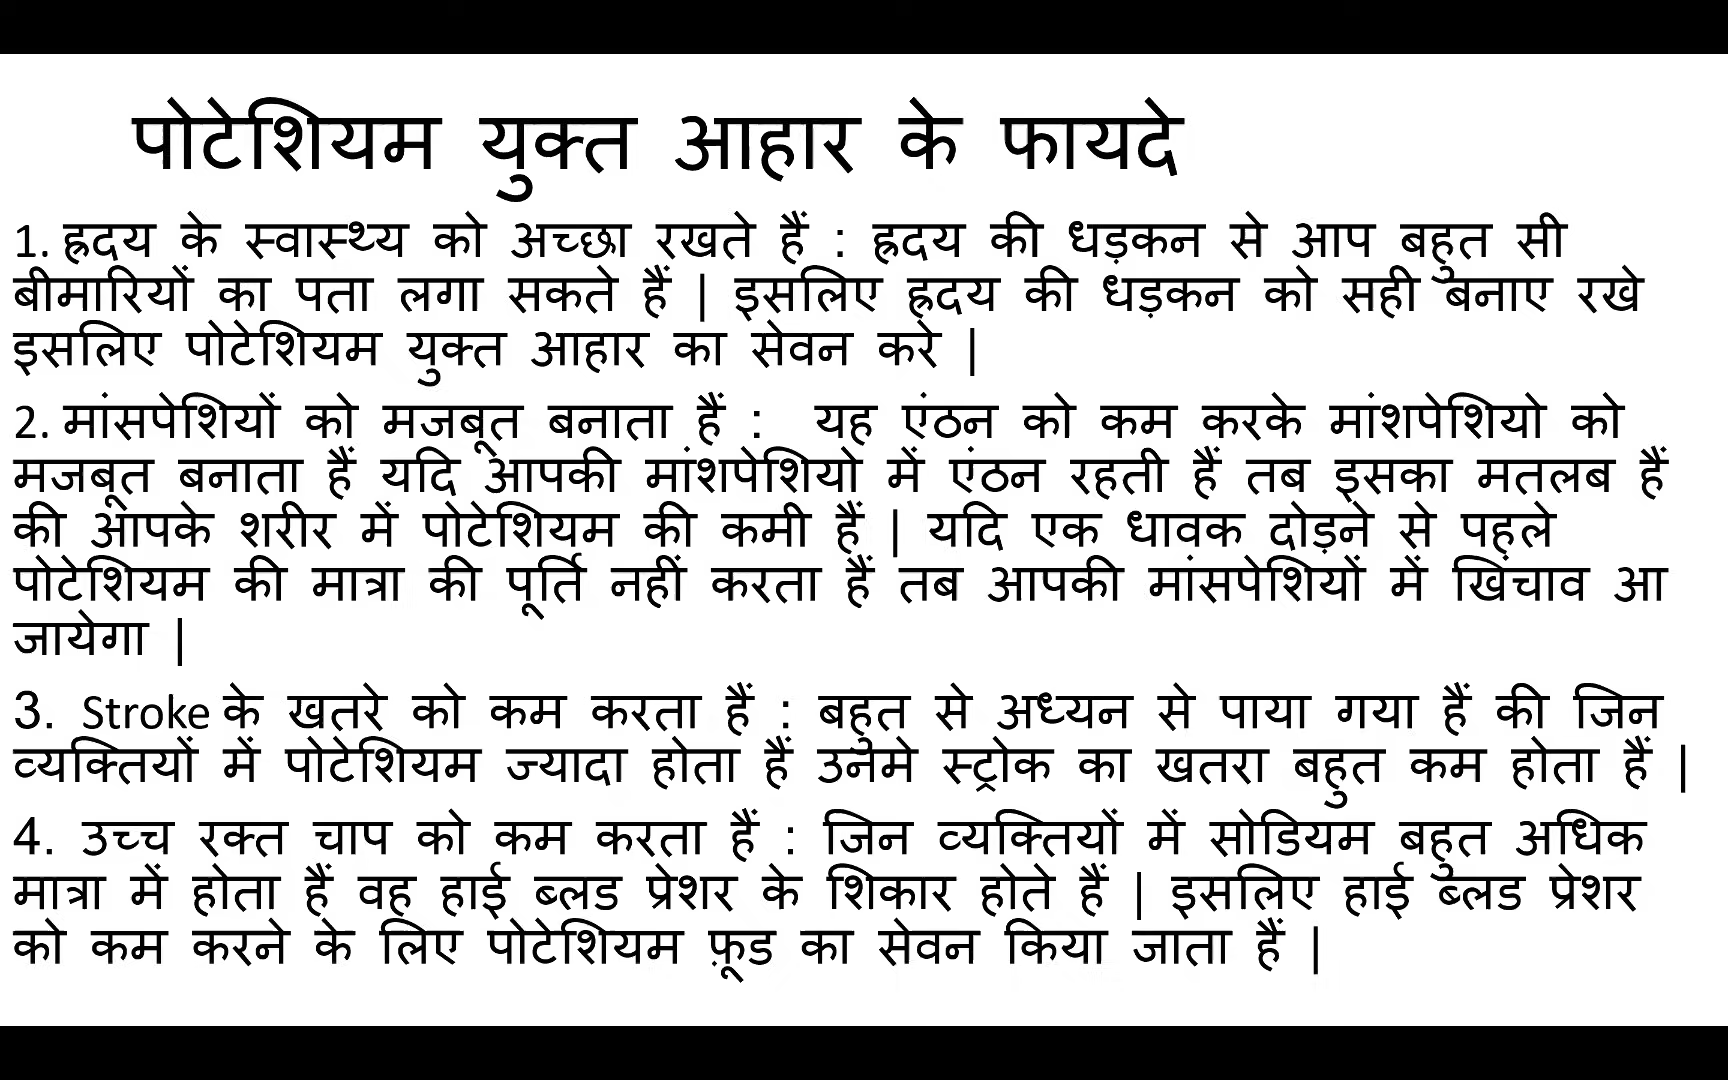 पोटेशियम युक्त आहार के फायदे
1. ह्रदय के स्वास्थ्य को अच्छा रखते हैं : ह्रदय की धड़कन से आप बहुत सी
बीमारियों का पता लगा सकते हैं | इसलिए ह्रदय की धड़कन को सही बनाए रखे
इसलिए पोटेशियम युक्त आहार का सेवन करे |
2. मांसपेशियों को मजबूत बनाता हैं : यह एंठन को कम करके मांशपेशियो को
मजबूत बनाता हैं यदि आपकी मांशपेशियो में एंठन रहती हैं तब इसका मतलब हैं
की आपके शरीर में पोटेशियम की कमी हैं | यदि एक धावक दोड़ने से पहले
पोटेशियम की मात्रा की पूर्ति नहीं करता हैं तब आपकी मांसपेशियों में खिंचाव आ
जायेगा |
3. Stroke के खतरे को कम करता हैं : बहुत से अध्यन से पाया गया हैं की जिन
व्यक्तियों में पोटेशियम ज्यादा होता हैं उनमे स्ट्रोक का खतरा बहुत कम होता हैं |
4. उच्च रक्त चाप को कम करता हैं : जिन व्यक्तियों में सोडियम बहुत अधिक
मात्रा में होता हैं वह हाई ब्लड प्रेशर के शिकार होते हैं | इसलिए हाई ब्लड प्रेशर
को कम करने के लिए पोटेशियम फ़ूड का सेवन किया जाता हैं |